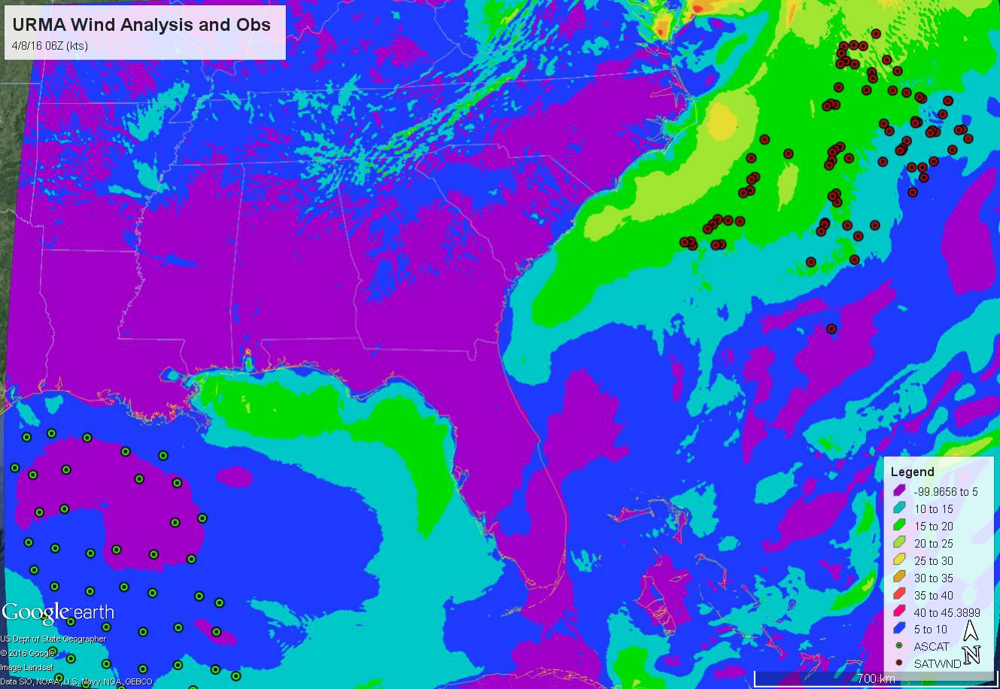 URMA Wind Analysis and Obs
4/8/16 06Z (kts)
Legend
-99.9656 to 5
10 to 15
15 to 20
20 to 25
25 to 30
30 to 35
35 to 40
40 to 45.3899
5 to 10
ASCAT
SATWND
N
700 km
Google earth
US Dept of State Geographer
© 2016 Google
Image Landsat
Data SIO, NOAA, U.S. Navy, NGA, GEBCO